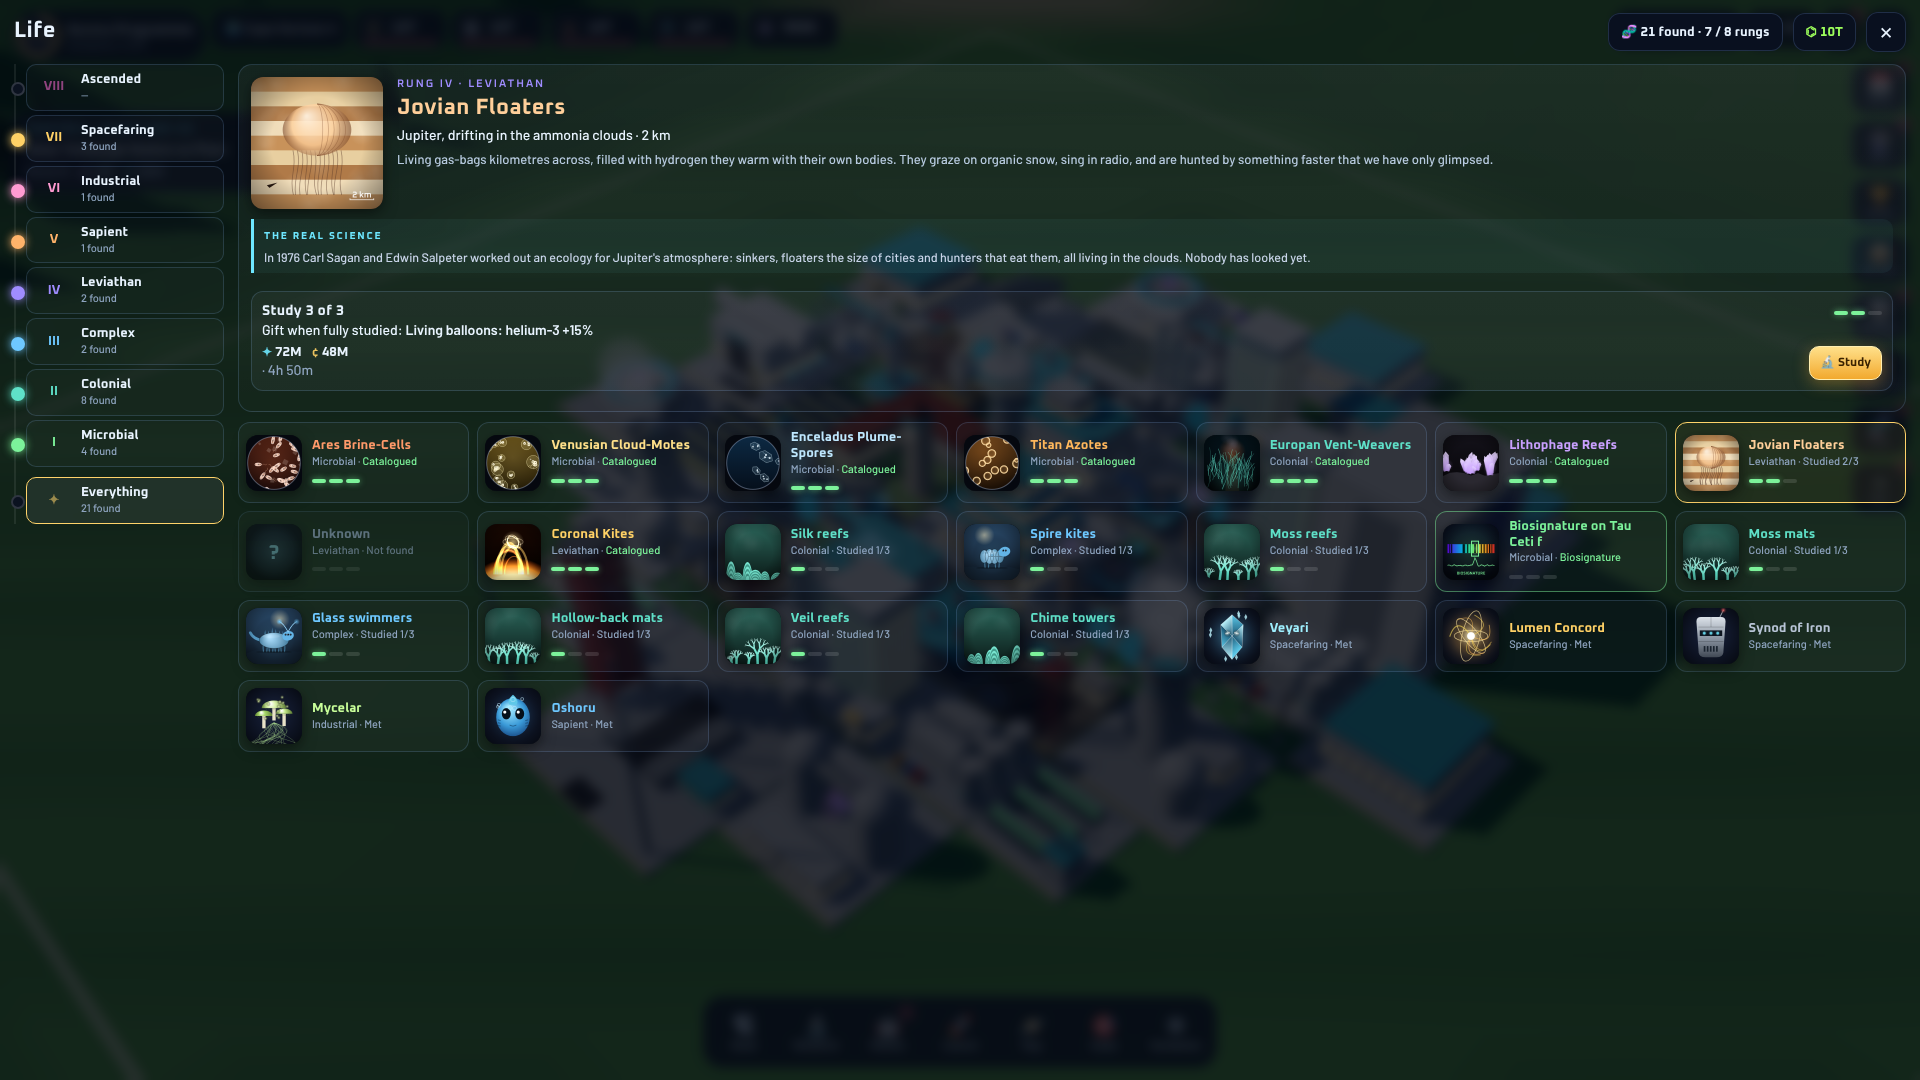 Life
21 found · 7 / 8 rungs
10T
VIII
Ascended
—
VII
Spacefaring
3 found
VI
Industrial
1 found
V
Sapient
1 found
IV
Leviathan
2 found
III
Complex
2 found
II
Colonial
8 found
I
Microbial
4 found
Everything
21 found
RUNG IV · LEVIATHAN
Jovian Floaters
Jupiter, drifting in the ammonia clouds · 2 km
Living gas-bags kilometres across, filled with hydrogen they warm with their own bodies. They graze on organic snow, sing in radio, and are hunted by something faster that we have only glimpsed.
2 km
THE REAL SCIENCE
In 1976 Carl Sagan and Edwin Salpeter worked out an ecology for Jupiter's atmosphere: sinkers, floaters the size of cities and hunters that eat them, all living in the clouds. Nobody has looked yet.
Study 3 of 3
Gift when fully studied: Living balloons: helium-3 +15%
✦ 72M ¢ 48M
· 4h 50m
Study
Ares Brine-Cells
Microbial · Catalogued
Venusian Cloud-Motes
Microbial · Catalogued
Enceladus Plume-
Spores
Microbial · Catalogued
Titan Azotes
Microbial · Catalogued
Europan Vent-Weavers
Colonial · Catalogued
Lithophage Reefs
Colonial · Catalogued
Jovian Floaters
Leviathan · Studied 2/3
?
Unknown
Leviathan · Not found
Coronal Kites
Leviathan · Catalogued
Silk reefs
Colonial · Studied 1/3
Spire kites
Complex · Studied 1/3
Moss reefs
Colonial · Studied 1/3
BIOSIGNATURE
Biosignature on Tau
Ceti f
Microbial · Biosignature
Moss mats
Colonial · Studied 1/3
Glass swimmers
Complex · Studied 1/3
Hollow-back mats
Colonial · Studied 1/3
Veil reefs
Colonial · Studied 1/3
Chime towers
Colonial · Studied 1/3
Veyari
Spacefaring · Met
Lumen Concord
Spacefaring · Met
Synod of Iron
Spacefaring · Met
Mycelar
Industrial · Met
Oshoru
Sapient · Met